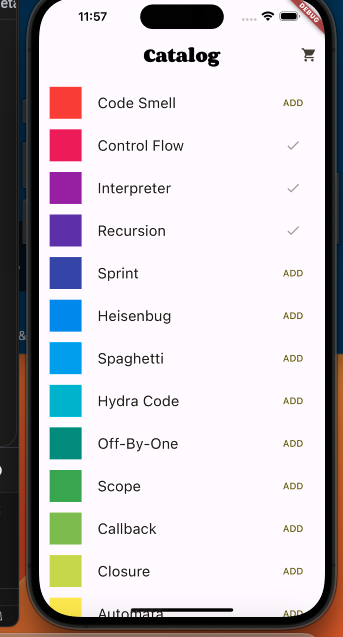 11:57
DEBUG
Catalog
Code Smell ADD
Control Flow
Interpreter
Recursion
Sprint ADD
Heisenbug ADD
Spaghetti ADD
Hydra Code ADD
Off-By-One ADD
Scope ADD
Callback ADD
Closure ADD
Automata ADD
&